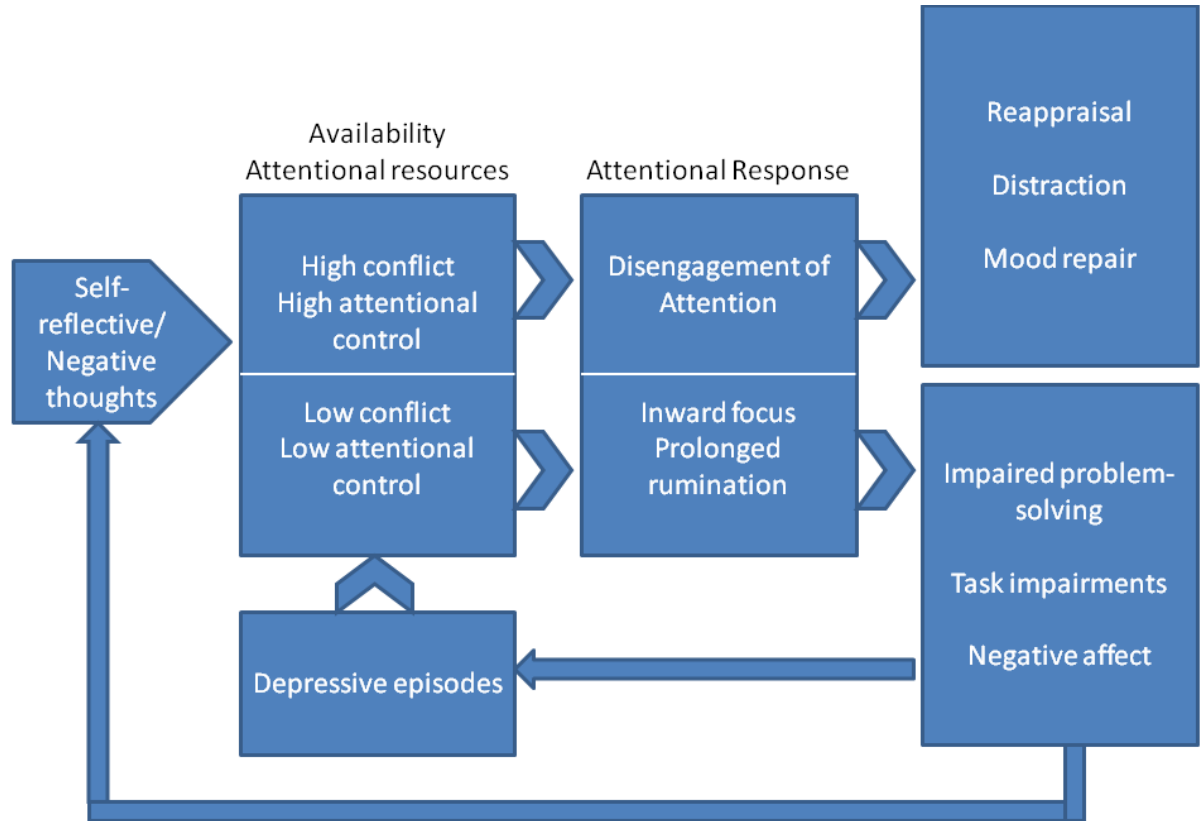 Self-
reflective/
Negative
thoughts
Availability
Attentional resources
High conflict
High attentional
control
Low conflict
Low attentional
control
Depressive episodes
Attentional Response
Disengagement of
Attention
Inward focus
Prolonged
rumination
Reappraisal
Distraction
Mood repair
Impaired problem-
solving
Task impairments
Negative affect